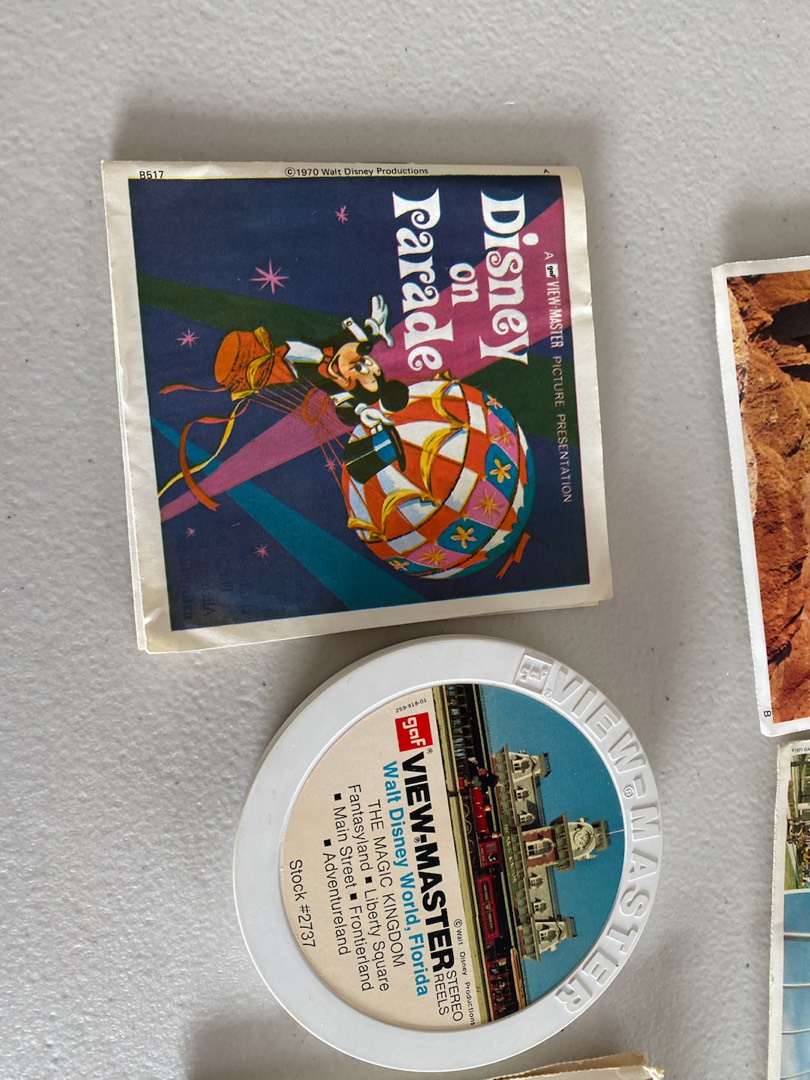 A gaf VIEW-MASTER PICTURE PRESENTATION
Disney
on
Parade
B517
©1970 Walt Disney Productions
A
VIEW-MASTER®
259-918-01
©Walt Disney Productions
gaf® VIEW-MASTER® STEREO REELS
Walt Disney World, Florida
THE MAGIC KINGDOM
Fantasyland ▪ Liberty Square
▪ Main Street ▪ Frontierland
▪ Adventureland
Stock #2737
B